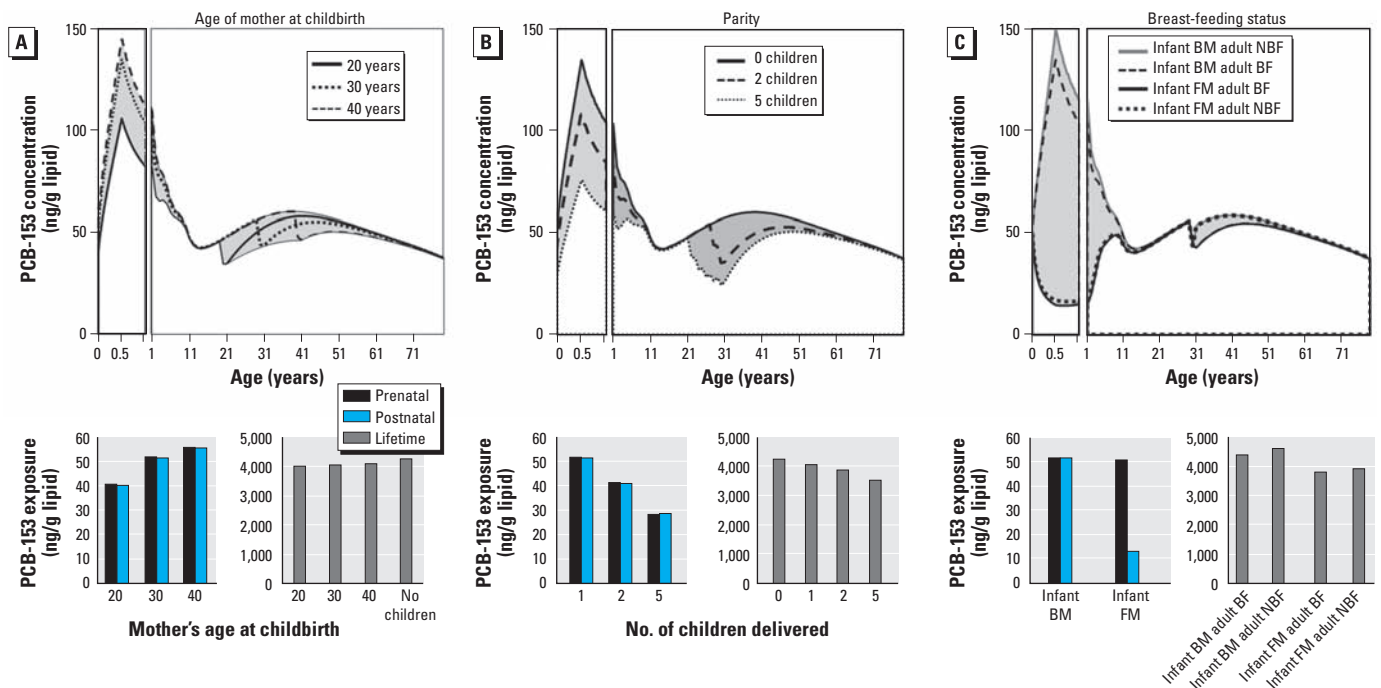 A
Age of mother at childbirth
150
100
50
0
PCB-153 concentration
(ng/g lipid)
20 years
30 years
40 years
0 0.5 1 11 21 31 41 51 61 71
Age (years)
B
Parity
150
100
50
0
PCB-153 concentration
(ng/g lipid)
0 children
2 children
5 children
0 0.5 1 11 21 31 41 51 61 71
Age (years)
C
Breast-feeding status
150
100
50
0
PCB-153 concentration
(ng/g lipid)
Infant BM adult NBF
Infant BM adult BF
Infant FM adult BF
Infant FM adult NBF
0 0.5 1 11 21 31 41 51 61 71
Age (years)
Prenatal
Postnatal
Lifetime
PCB-153 exposure
(ng/g lipid)
60
50
40
30
20
10
0
20 30 40
5,000
4,000
3,000
2,000
1,000
0
20 30 40 No
children
Mother's age at childbirth
PCB-153 exposure
(ng/g lipid)
60
50
40
30
20
10
0
1 2 5
5,000
4,000
3,000
2,000
1,000
0
0 1 2 5
No. of children delivered
PCB-153 exposure
(ng/g lipid)
60
50
40
30
20
10
0
Infant
BM
Infant
FM
5,000
4,000
3,000
2,000
1,000
0
Infant BM adult BF
Infant BM adult NBF
Infant FM adult BF
Infant FM adult NBF